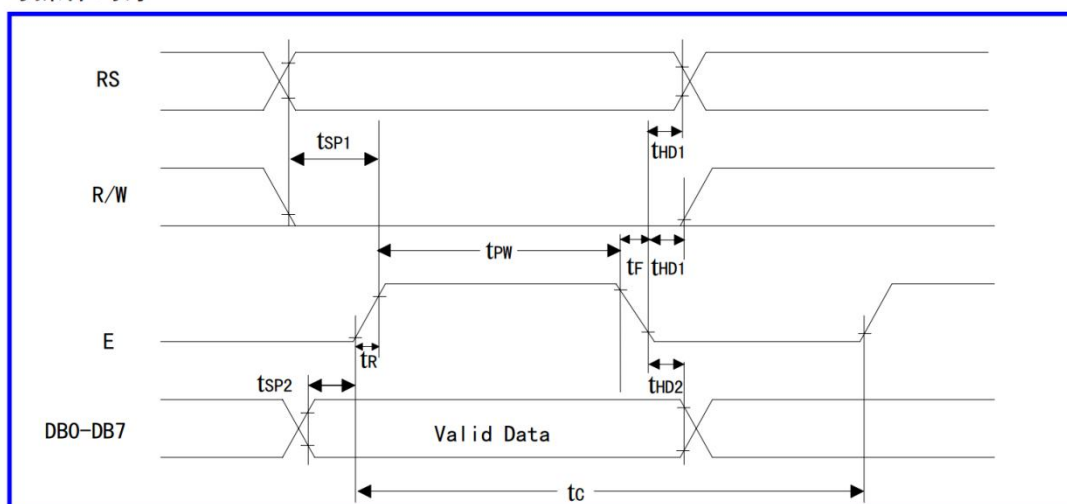 RS
tSP1
tHD1
R/W
tPW
tF
tHD1
E
tR
tSP2
tHD2
DB0-DB7
Valid Data
tC